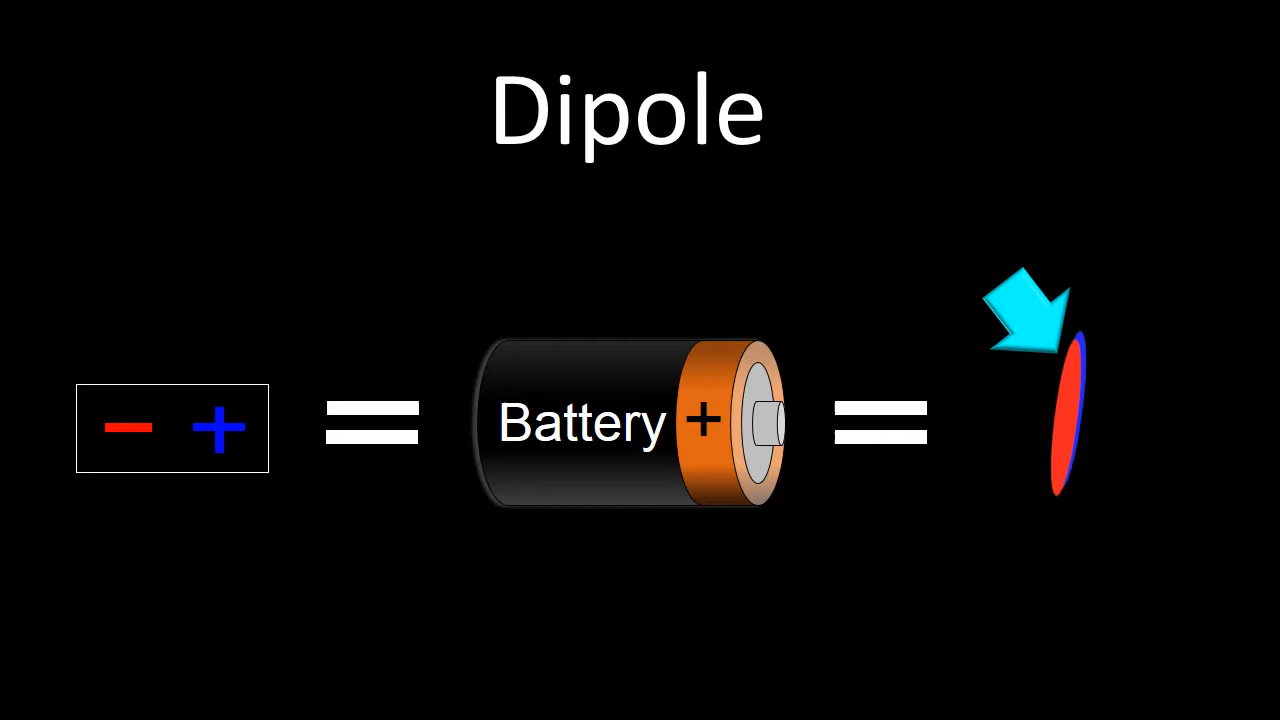 Dipole
− + = Battery + =